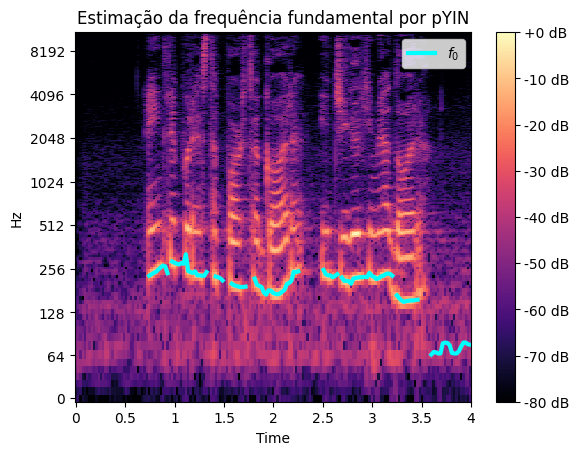 Estimação da frequência fundamental por pYIN
f0
8192
4096
2048
1024
512
256
128
64
0
Hz
0 0.5 1 1.5 2 2.5 3 3.5 4
Time
+0 dB
-10 dB
-20 dB
-30 dB
-40 dB
-50 dB
-60 dB
-70 dB
-80 dB